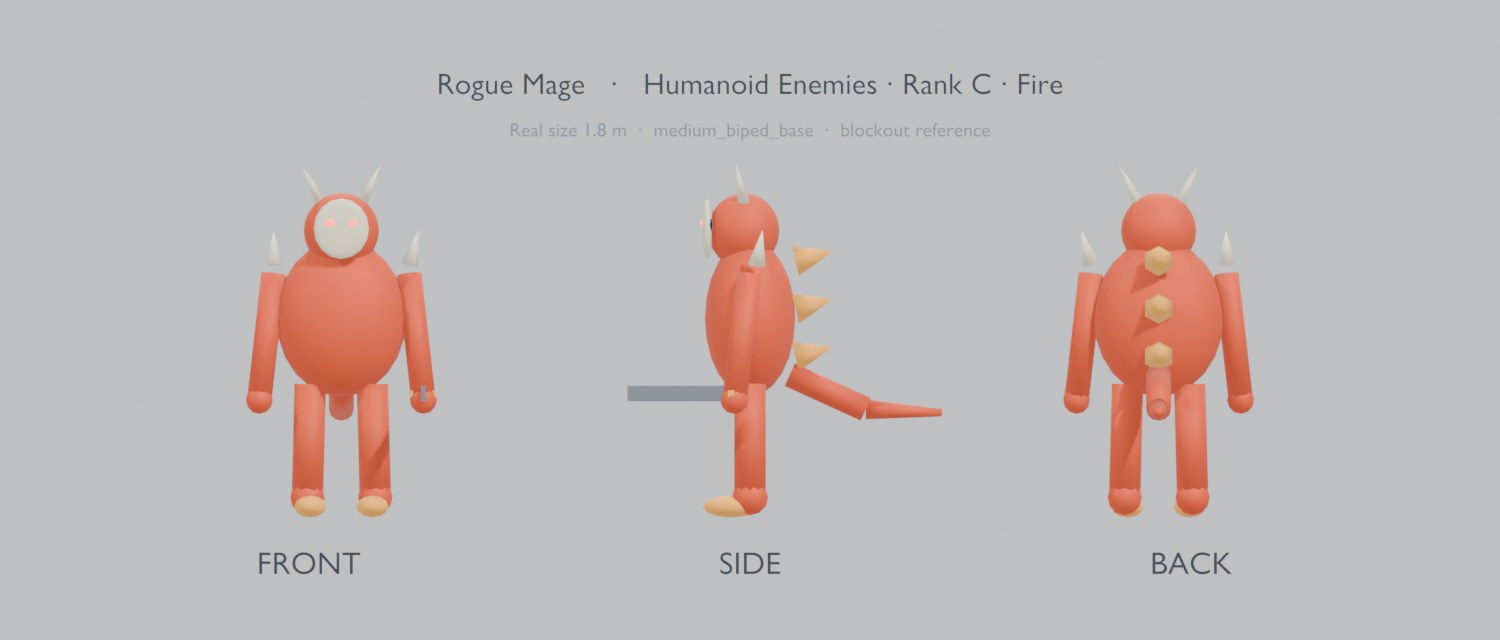 Rogue Mage · Humanoid Enemies · Rank C · Fire
Real size 1.8 m · medium_biped_base · blockout reference
FRONT SIDE BACK